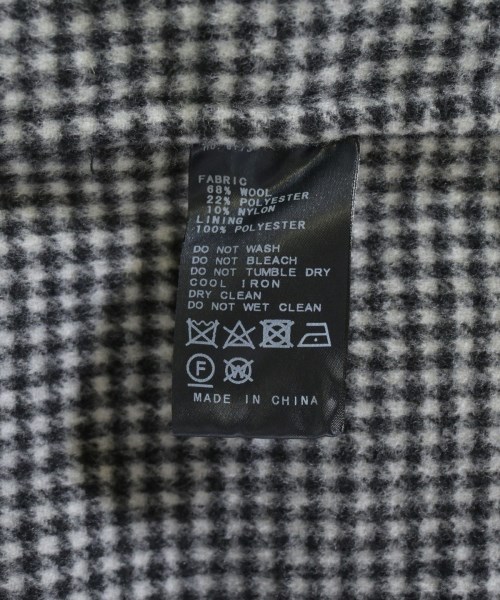 FABRIC
68% WOOL
22% POLYESTER
10% NYLON
LINING
100% POLYESTER
DO NOT WASH
DO NOT BLEACH
DO NOT TUMBLE DRY
COOL IRON
DRY CLEAN
DO NOT WET CLEAN
F W
MADE IN CHINA